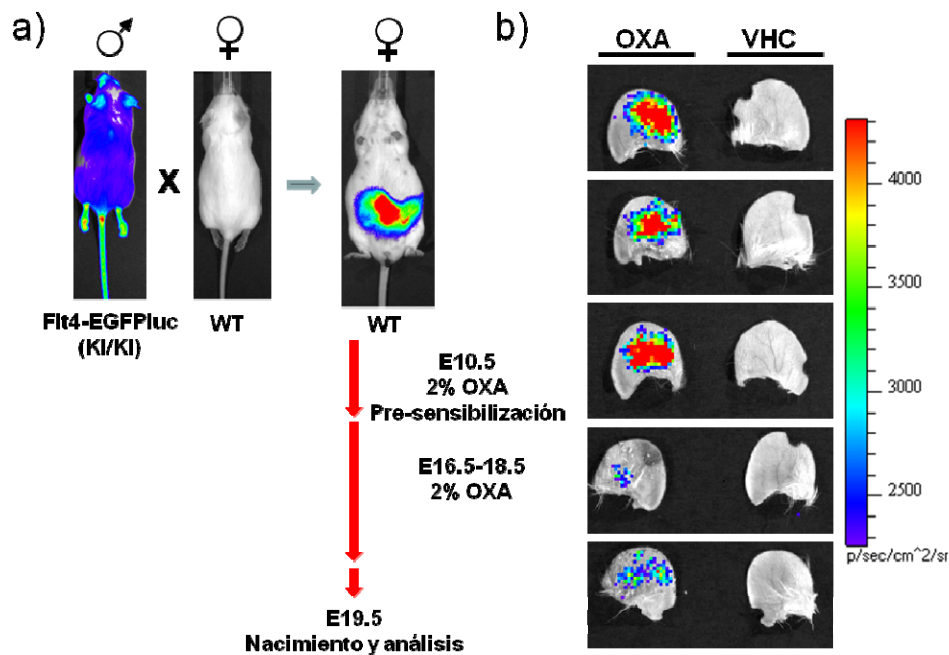 a)
X
Flt4-EGFPluc
(KI/KI)
WT
WT
E10.5
2% OXA
Pre-sensibilización
E16.5-18.5
2% OXA
E19.5
Nacimiento y análisis
b)
OXA
VHC
4000
3500
3000
2500
p/sec/cm^2/sr